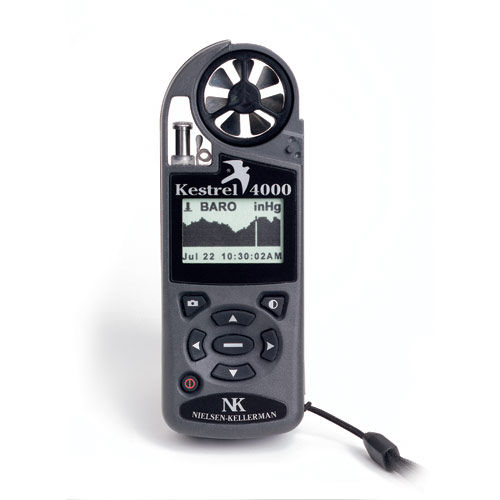 Kestrel 4000
BARO inHg
Jul 22 10:30:02AM
NK
NIELSEN-KELLERMAN